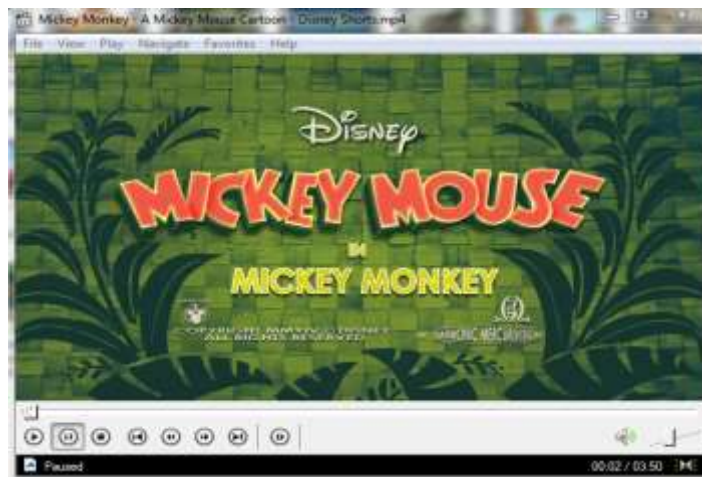 Mickey Monkey - A Mickey Mouse Cartoon - Disney Shorts.mp4
File View Play Navigate Favorites Help
Disney
MICKEY MOUSE
IN
MICKEY MONKEY
ALL RIGHTS RESERVED
Paused
00:02 / 03:50